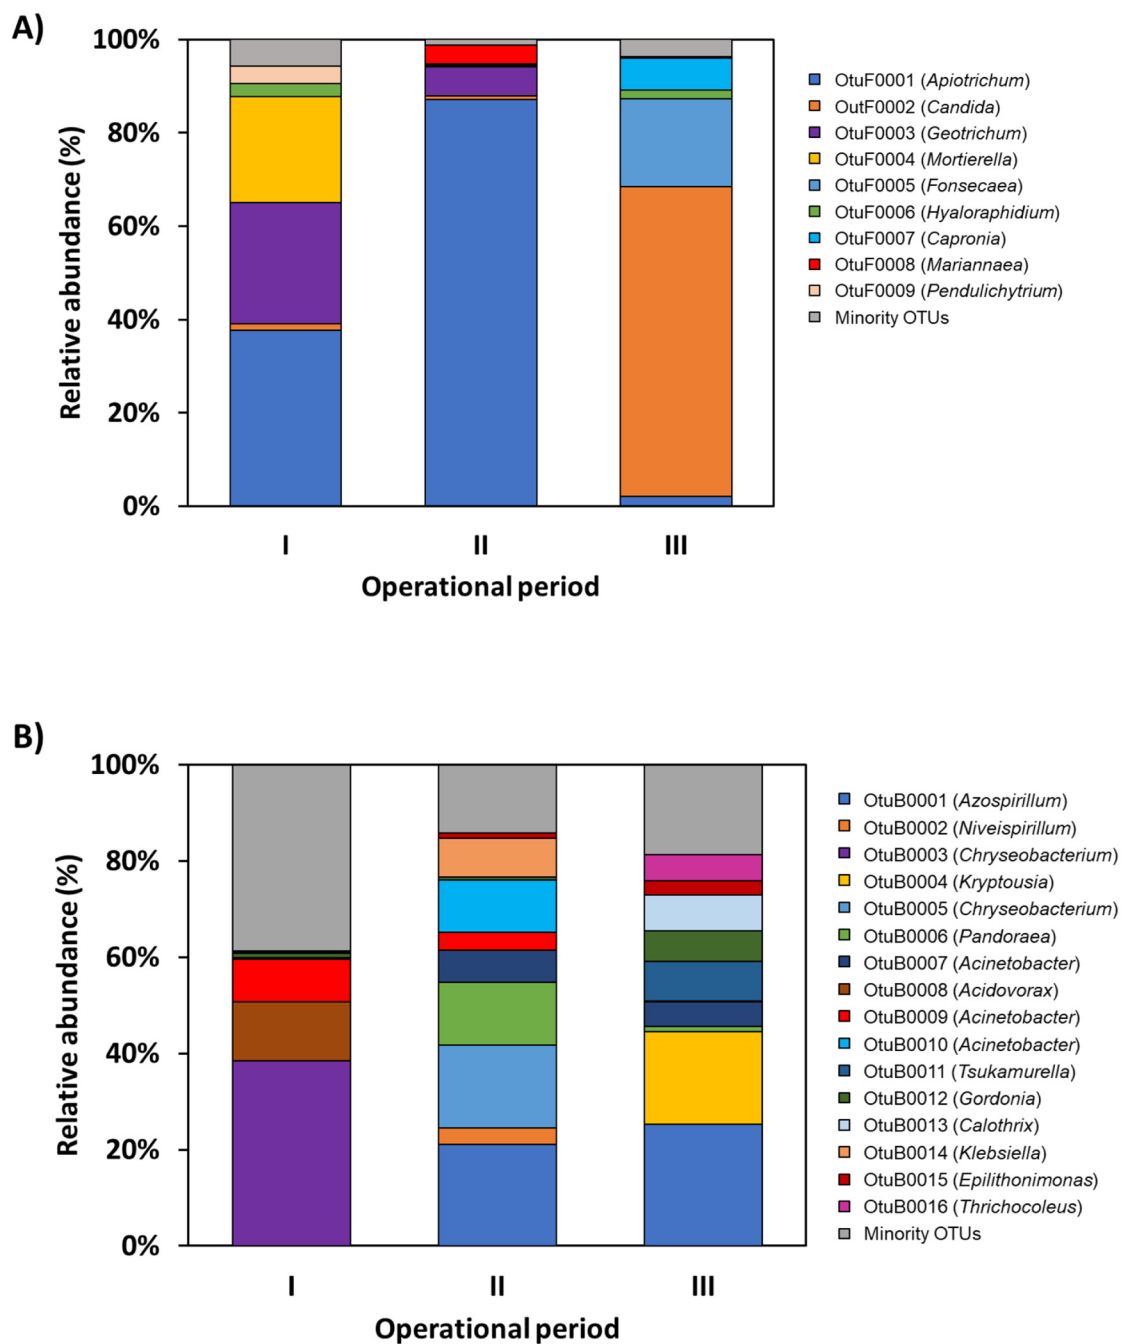 A)
100%
80%
60%
40%
20%
0%
Relative abundance (%)
I
II
III
Operational period
OtuF0001 (Apiotrichum)
OutF0002 (Candida)
OtuF0003 (Geotrichum)
OtuF0004 (Mortierella)
OtuF0005 (Fonsecaea)
OtuF0006 (Hyaloraphidium)
OtuF0007 (Capronia)
OtuF0008 (Mariannaea)
OtuF0009 (Pendulichytrium)
Minority OTUs
B)
100%
80%
60%
40%
20%
0%
Relative abundance (%)
I
II
III
Operational period
OtuB0001 (Azospirillum)
OtuB0002 (Niveispirillum)
OtuB0003 (Chryseobacterium)
OtuB0004 (Kryptousia)
OtuB0005 (Chryseobacterium)
OtuB0006 (Pandoraea)
OtuB0007 (Acinetobacter)
OtuB0008 (Acidovorax)
OtuB0009 (Acinetobacter)
OtuB0010 (Acinetobacter)
OtuB0011 (Tsukamurella)
OtuB0012 (Gordonia)
OtuB0013 (Calothrix)
OtuB0014 (Klebsiella)
OtuB0015 (Epilithonimonas)
OtuB0016 (Thrichocoleus)
Minority OTUs